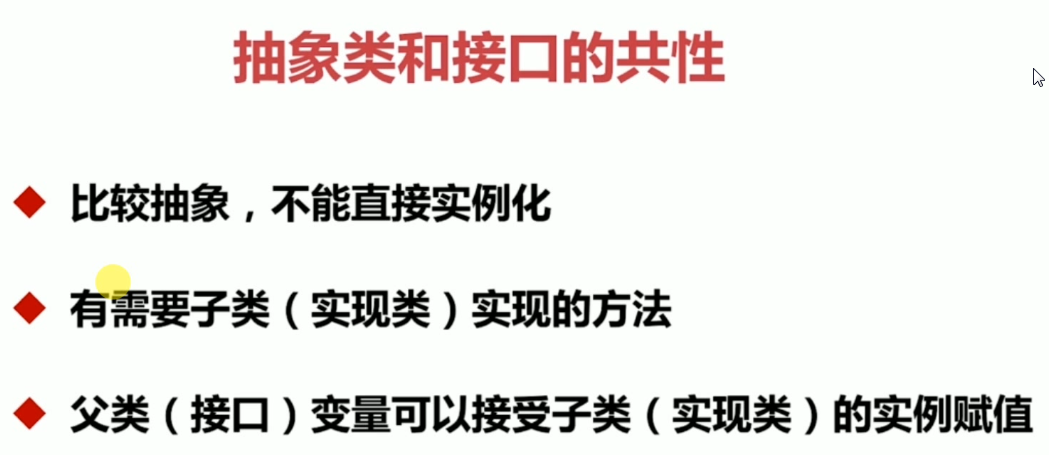 抽象类和接口的共性
比较抽象，不能直接实例化
有需要子类（实现类）实现的方法
父类（接口）变量可以接受子类（实现类）的实例赋值